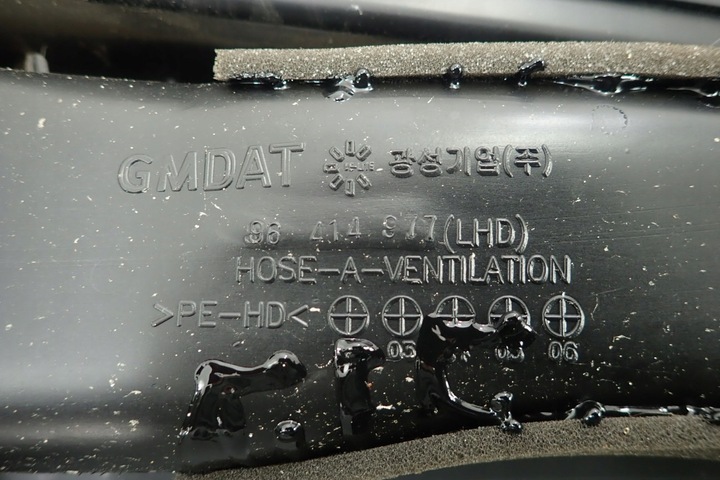 GMDAT 광성기업(주)
96 414 977(LHD)
HOSE-A-VENTILATION
>PE-HD<
03 06